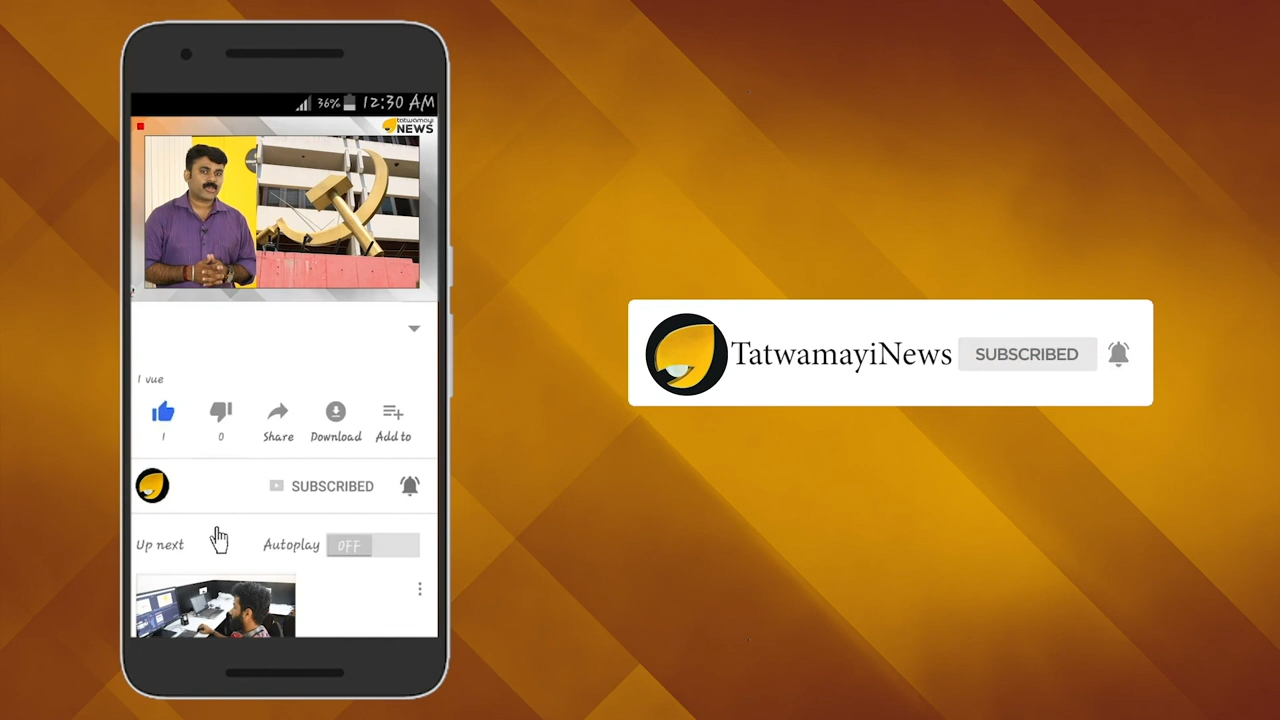 36% 12:30 AM
tatwamayi
NEWS
1 vue
1 0 Share Download Add to
SUBSCRIBED
Up next Autoplay OFF
TatwamayiNews SUBSCRIBED